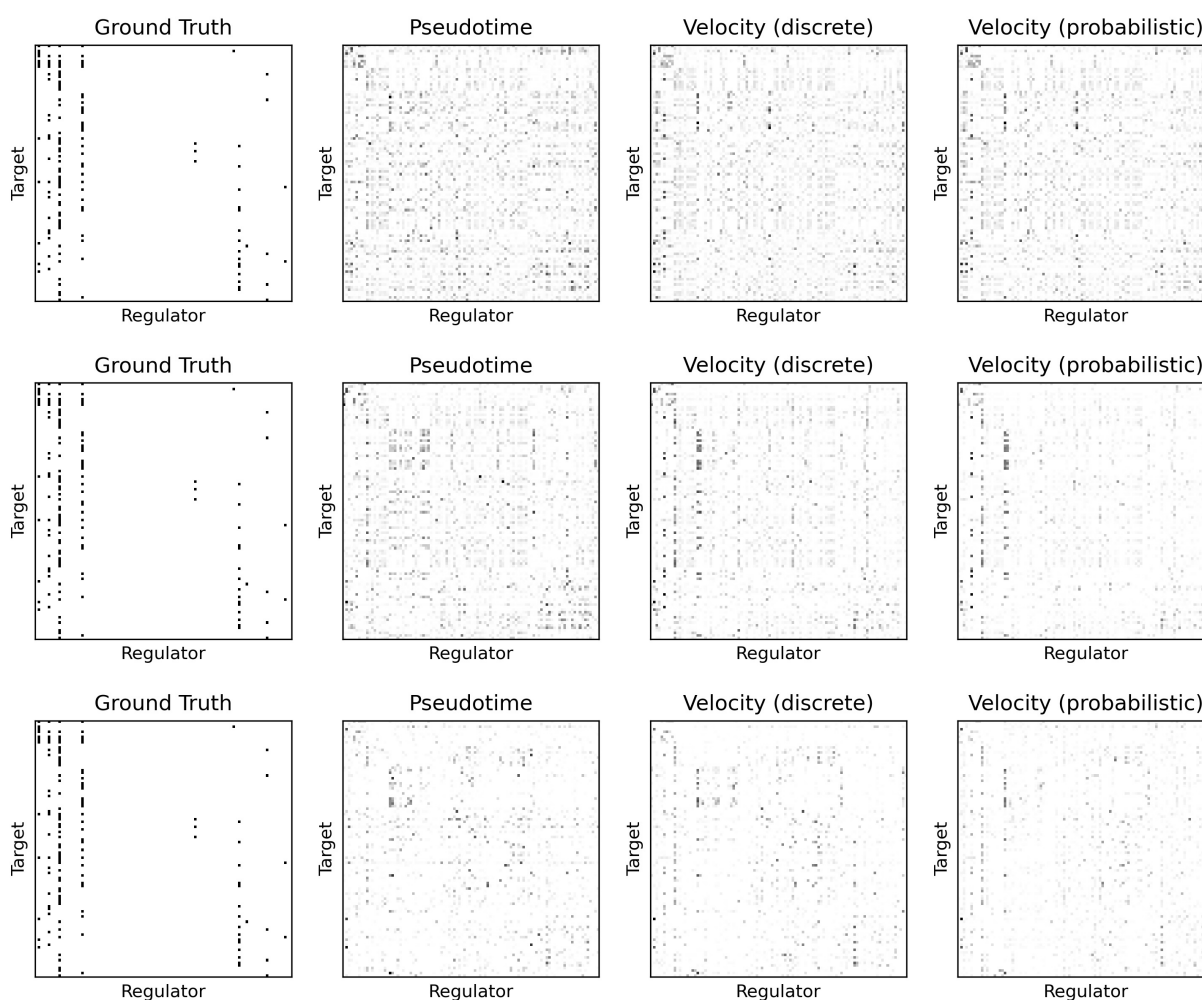 Ground Truth Pseudotime Velocity (discrete) Velocity (probabilistic)
Target Target Target Target
Regulator Regulator Regulator Regulator
Ground Truth Pseudotime Velocity (discrete) Velocity (probabilistic)
Target Target Target Target
Regulator Regulator Regulator Regulator
Ground Truth Pseudotime Velocity (discrete) Velocity (probabilistic)
Target Target Target Target
Regulator Regulator Regulator Regulator